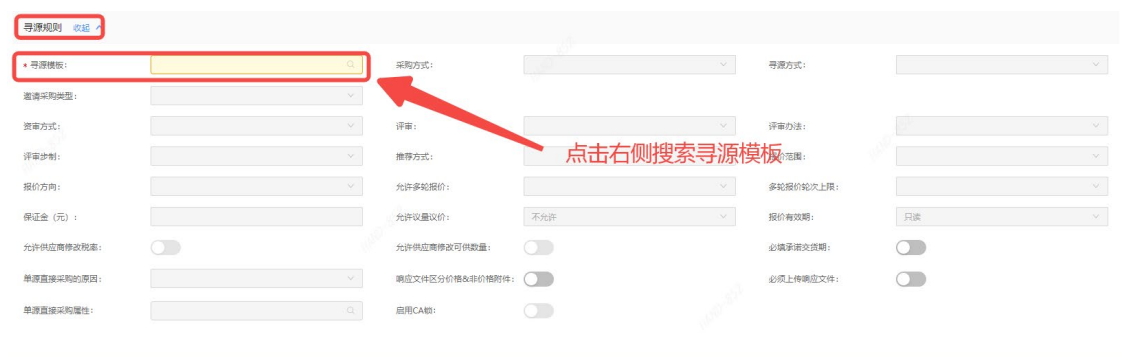 寻源规则 收起
* 寻源模板：
采购方式：
寻源方式：
邀请采购类型：
资审方式：
评审：
评审办法：
评审步制：
推荐方式：
点击右侧搜索寻源模板
报价范围：
报价方向：
允许多轮报价：
多轮报价轮次上限：
保证金（元）：
允许议量议价： 不允许
报价有效期： 只读
允许供应商修改税率：
允许供应商修改可供数量：
必填承诺交货期：
单源直接采购的原因：
响应文件区分价格&非价格附件：
必须上传响应文件：
单源直接采购属性：
启用CA锁：